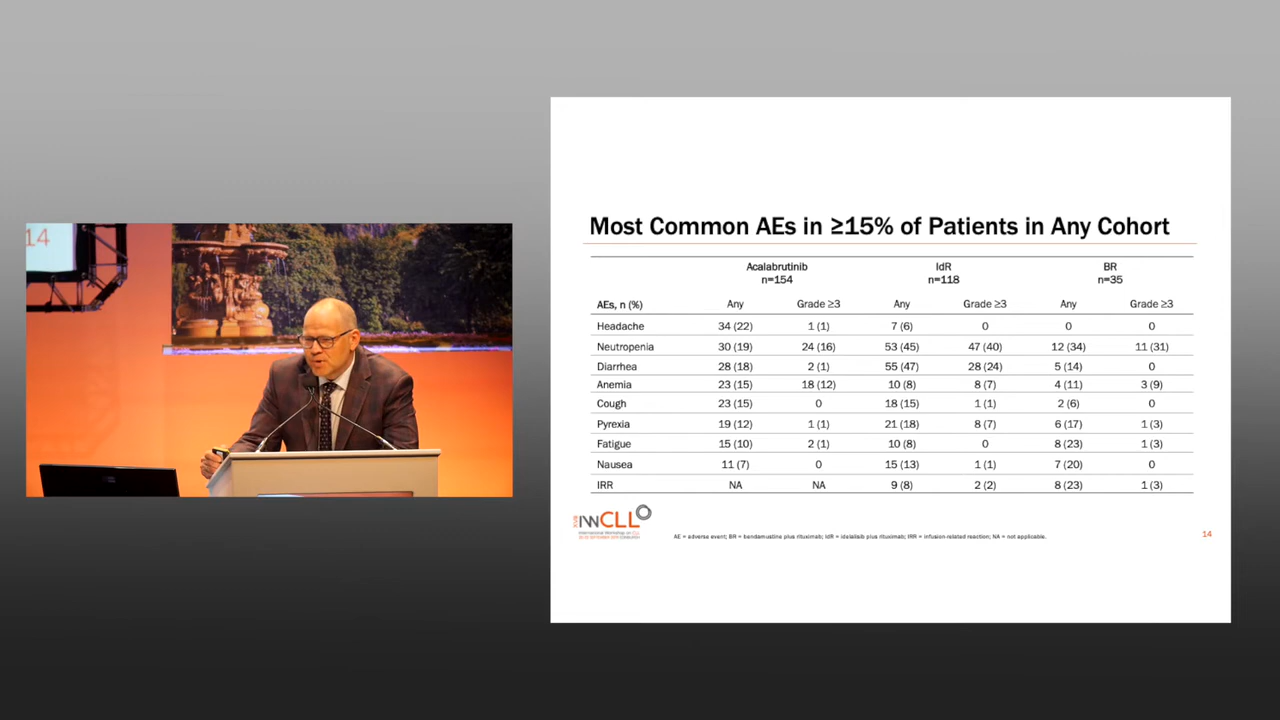 14
Most Common AEs in ≥15% of Patients in Any Cohort
Acalabrutinib IdR BR
n=154 n=118 n=35
AEs, n (%) Any Grade ≥3 Any Grade ≥3 Any Grade ≥3
Headache 34 (22) 1 (1) 7 (6) 0 0 0
Neutropenia 30 (19) 24 (16) 53 (45) 47 (40) 12 (34) 11 (31)
Diarrhea 28 (18) 2 (1) 55 (47) 28 (24) 5 (14) 0
Anemia 23 (15) 18 (12) 10 (8) 8 (7) 4 (11) 3 (9)
Cough 23 (15) 0 18 (15) 1 (1) 2 (6) 0
Pyrexia 19 (12) 1 (1) 21 (18) 8 (7) 6 (17) 1 (3)
Fatigue 15 (10) 2 (1) 10 (8) 0 8 (23) 1 (3)
Nausea 11 (7) 0 15 (13) 1 (1) 7 (20) 0
IRR NA NA 9 (8) 2 (2) 8 (23) 1 (3)
iwCLL
International Workshop on CLL
AE = adverse event; BR = bendamustine plus rituximab; IdR = idelalisib plus rituximab; IRR = infusion-related reaction; NA = not applicable.
14